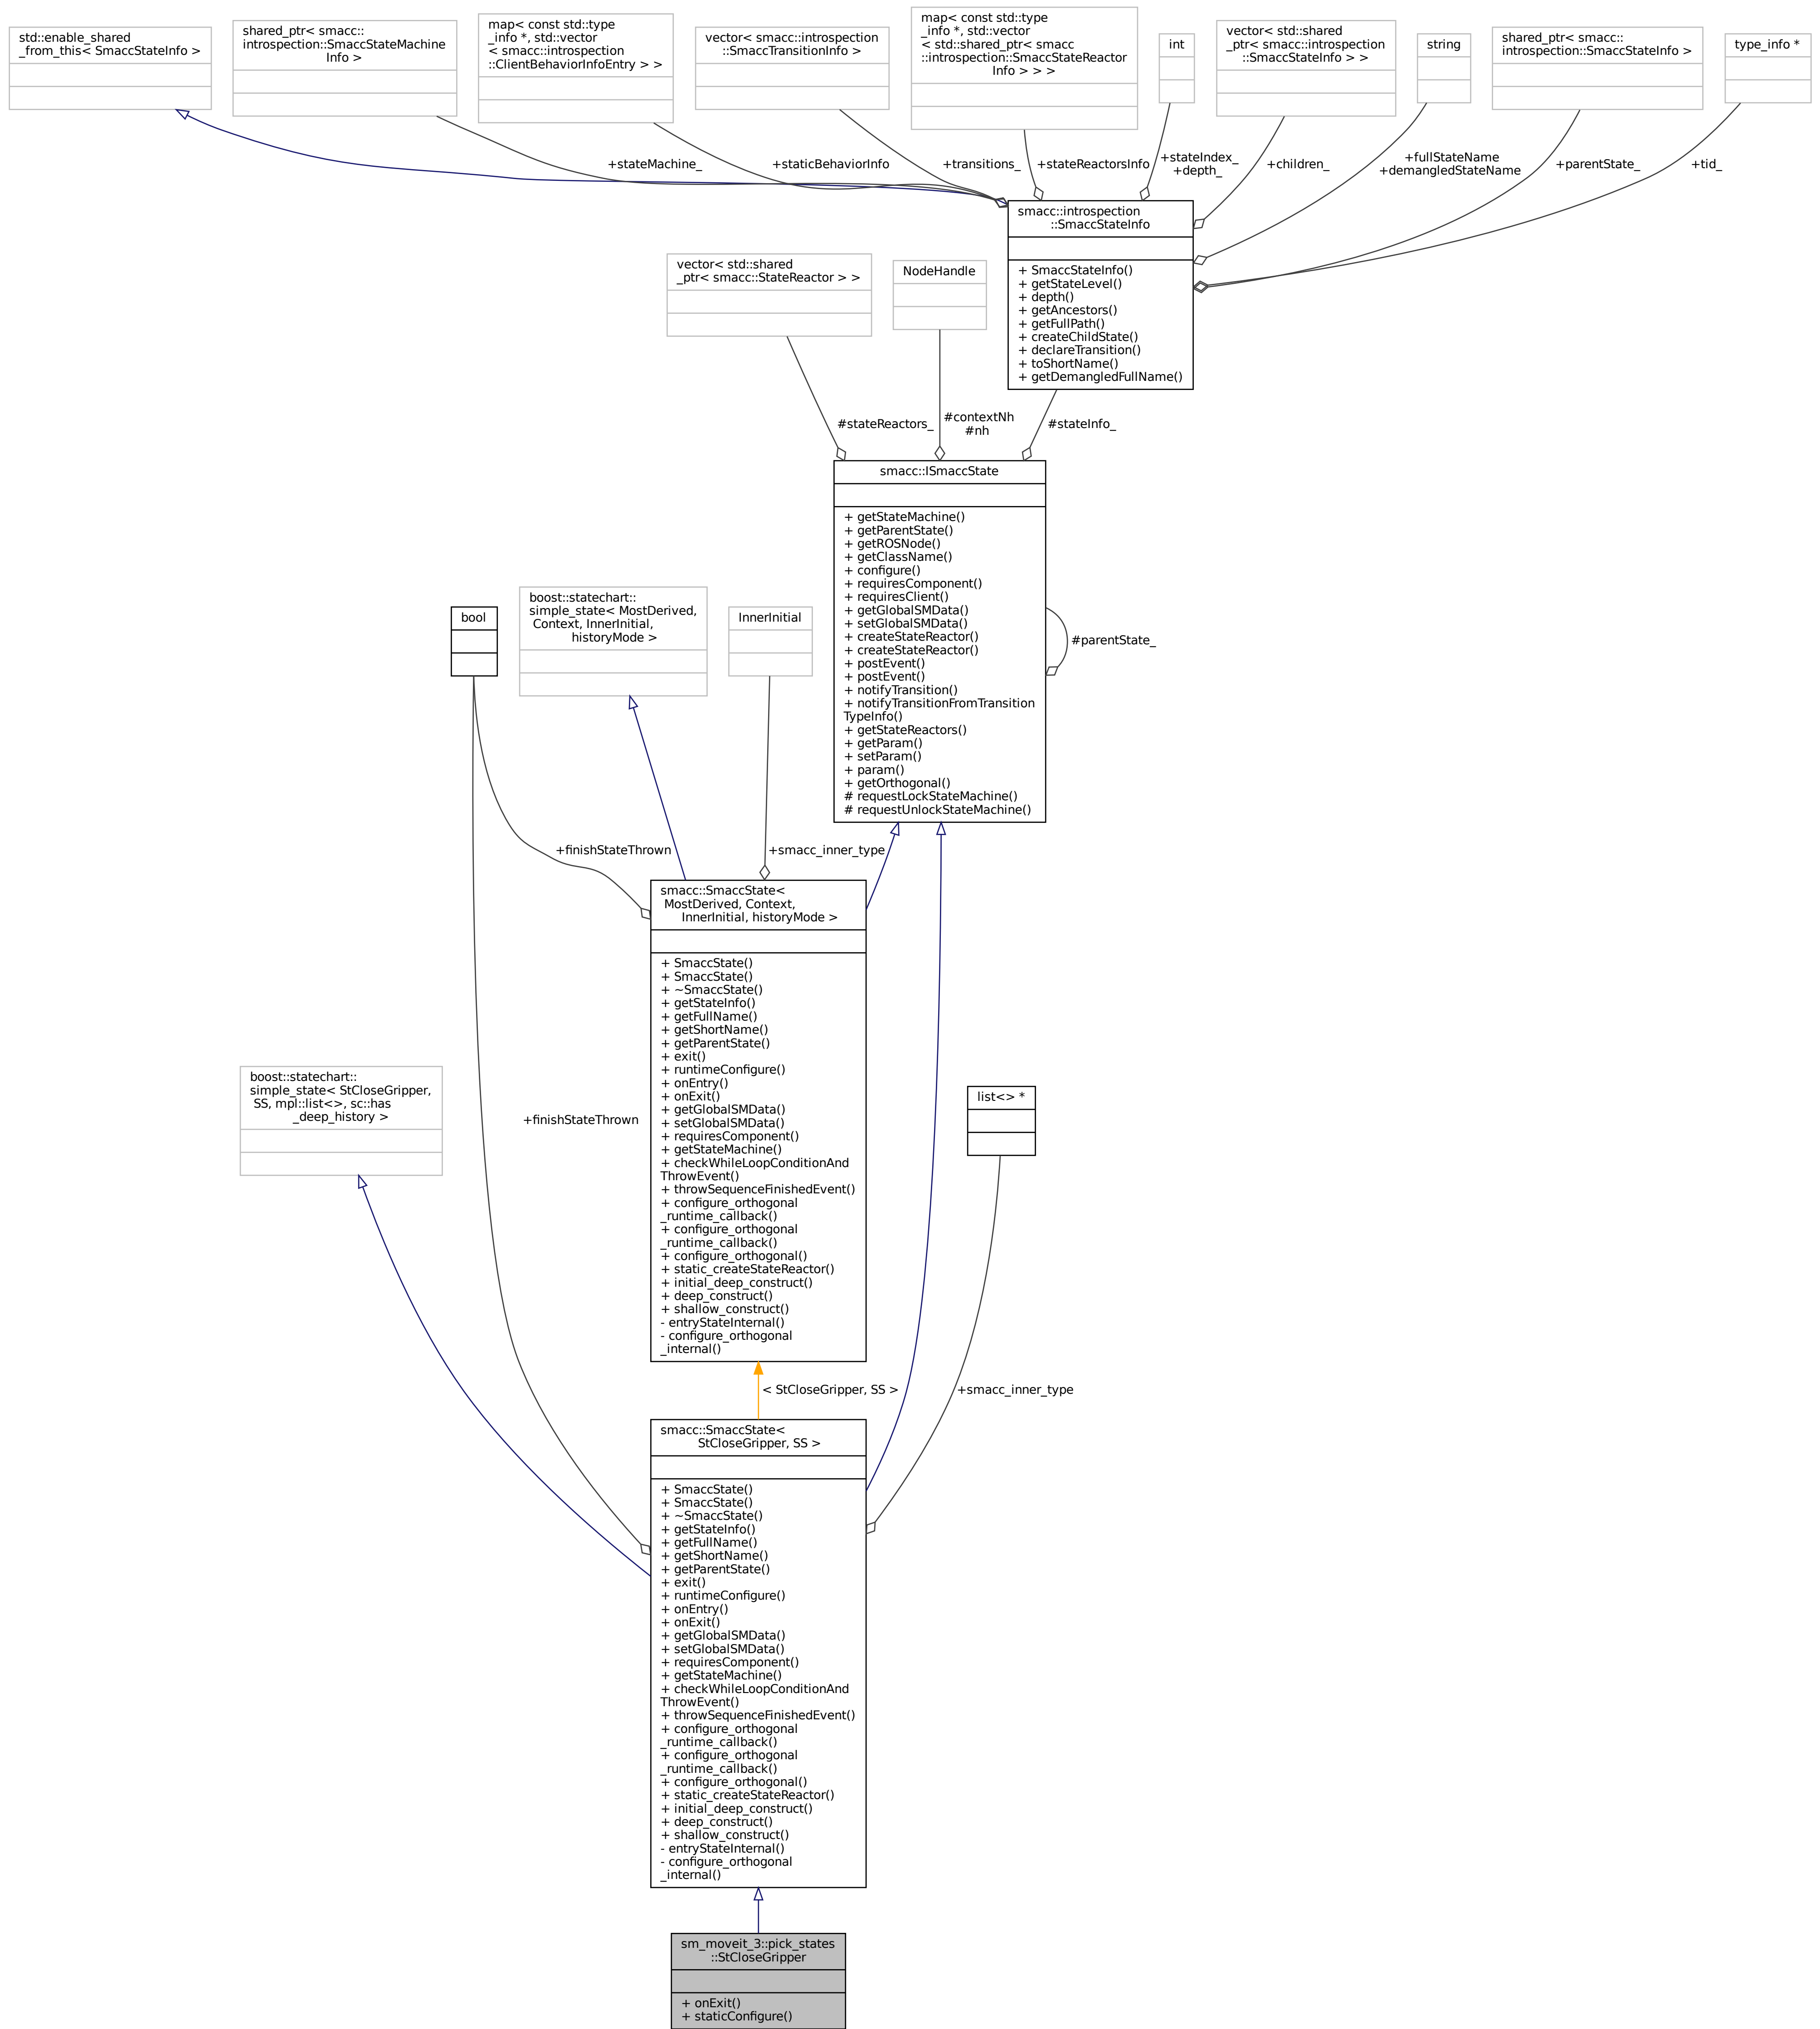 std::enable_shared
_from_this< SmaccStateInfo >
shared_ptr< smacc::
introspection::SmaccStateMachine
Info >
map< const std::type
_info *, std::vector
< smacc::introspection
::ClientBehaviorInfoEntry > >
vector< smacc::introspection
::SmaccTransitionInfo >
map< const std::type
_info *, std::vector
< std::shared_ptr< smacc
::introspection::SmaccStateReactor
Info > > >
int
vector< std::shared
_ptr< smacc::introspection
::SmaccStateInfo > >
string
shared_ptr< smacc::
introspection::SmaccStateInfo >
type_info *
+stateMachine_
+staticBehaviorInfo
+transitions_
+stateReactorsInfo
+stateIndex_
+depth_
+children_
+fullStateName
+demangledStateName
+parentState_
+tid_
smacc::introspection
::SmaccStateInfo
+ SmaccStateInfo()
+ getStateLevel()
+ depth()
+ getAncestors()
+ getFullPath()
+ createChildState()
+ declareTransition()
+ toShortName()
+ getDemangledFullName()
vector< std::shared
_ptr< smacc::StateReactor > >
NodeHandle
#stateReactors_
#contextNh
#nh
#stateInfo_
smacc::ISmaccState
+ getStateMachine()
+ getParentState()
+ getROSNode()
+ getClassName()
+ configure()
+ requiresComponent()
+ requiresClient()
+ getGlobalSMData()
+ setGlobalSMData()
+ createStateReactor()
+ createStateReactor()
+ postEvent()
+ postEvent()
+ notifyTransition()
+ notifyTransitionFromTransition
TypeInfo()
+ getStateReactors()
+ getParam()
+ setParam()
+ param()
+ getOrthogonal()
# requestLockStateMachine()
# requestUnlockStateMachine()
#parentState_
bool
boost::statechart::
simple_state< MostDerived,
Context, InnerInitial,
historyMode >
InnerInitial
+finishStateThrown
+smacc_inner_type
smacc::SmaccState<
MostDerived, Context,
InnerInitial, historyMode >
+ SmaccState()
+ SmaccState()
+ ~SmaccState()
+ getStateInfo()
+ getFullName()
+ getShortName()
+ getParentState()
+ exit()
+ runtimeConfigure()
+ onEntry()
+ onExit()
+ getGlobalSMData()
+ setGlobalSMData()
+ requiresComponent()
+ getStateMachine()
+ checkWhileLoopConditionAnd
ThrowEvent()
+ throwSequenceFinishedEvent()
+ configure_orthogonal
_runtime_callback()
+ configure_orthogonal
_runtime_callback()
+ configure_orthogonal()
+ static_createStateReactor()
+ initial_deep_construct()
+ deep_construct()
+ shallow_construct()
- entryStateInternal()
- configure_orthogonal
_internal()
boost::statechart::
simple_state< StCloseGripper,
SS, mpl::list<>, sc::has
_deep_history >
+finishStateThrown
list<> *
< StCloseGripper, SS >
+smacc_inner_type
smacc::SmaccState<
StCloseGripper, SS >
+ SmaccState()
+ SmaccState()
+ ~SmaccState()
+ getStateInfo()
+ getFullName()
+ getShortName()
+ getParentState()
+ exit()
+ runtimeConfigure()
+ onEntry()
+ onExit()
+ getGlobalSMData()
+ setGlobalSMData()
+ requiresComponent()
+ getStateMachine()
+ checkWhileLoopConditionAnd
ThrowEvent()
+ throwSequenceFinishedEvent()
+ configure_orthogonal
_runtime_callback()
+ configure_orthogonal
_runtime_callback()
+ configure_orthogonal()
+ static_createStateReactor()
+ initial_deep_construct()
+ deep_construct()
+ shallow_construct()
- entryStateInternal()
- configure_orthogonal
_internal()
sm_moveit_3::pick_states
::StCloseGripper
+ onExit()
+ staticConfigure()